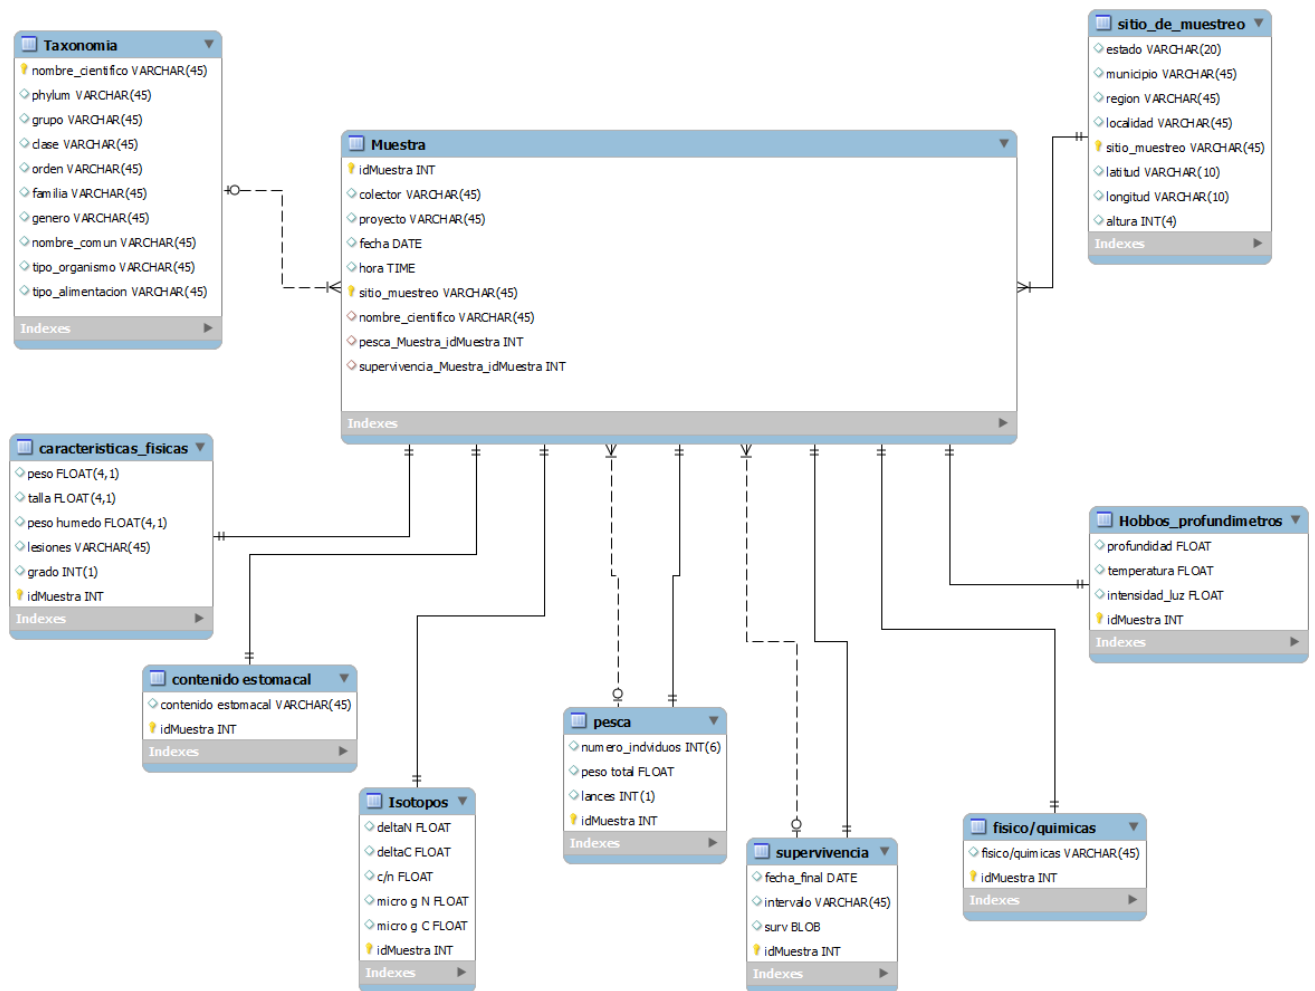 Taxonomia
nombre_cientifico VARCHAR(45)
phylum VARCHAR(45)
grupo VARCHAR(45)
clase VARCHAR(45)
orden VARCHAR(45)
familia VARCHAR(45)
genero VARCHAR(45)
nombre_comun VARCHAR(45)
tipo_organismo VARCHAR(45)
tipo_alimentacion VARCHAR(45)
Indexes
Muestra
idMuestra INT
colector VARCHAR(45)
proyecto VARCHAR(45)
fecha DATE
hora TIME
sitio_muestreo VARCHAR(45)
nombre_cientifico VARCHAR(45)
pesca_Muestra_idMuestra INT
supervivencia_Muestra_idMuestra INT
Indexes
sitio_de_muestreo
estado VARCHAR(20)
municipio VARCHAR(45)
region VARCHAR(45)
localidad VARCHAR(45)
sitio_muestreo VARCHAR(45)
latitud VARCHAR(10)
longitud VARCHAR(10)
altura INT(4)
Indexes
caracteristicas_fisicas
peso FLOAT(4,1)
talla FLOAT(4,1)
peso humedo FLOAT(4,1)
lesiones VARCHAR(45)
grado INT(1)
idMuestra INT
Indexes
contenido estomacal
contenido estomacal VARCHAR(45)
idMuestra INT
Indexes
Isotopos
deltaN FLOAT
deltaC FLOAT
c/n FLOAT
micro g N FLOAT
micro g C FLOAT
idMuestra INT
Indexes
pesca
numero_indviduos INT(6)
peso total FLOAT
lances INT(1)
idMuestra INT
Indexes
supervivencia
fecha_final DATE
intervalo VARCHAR(45)
surv BLOB
idMuestra INT
Indexes
fisico/quimicas
fisico/quimicas VARCHAR(45)
idMuestra INT
Indexes
Hobbos_profundimetros
profundidad FLOAT
temperatura FLOAT
intensidad_luz FLOAT
idMuestra INT
Indexes